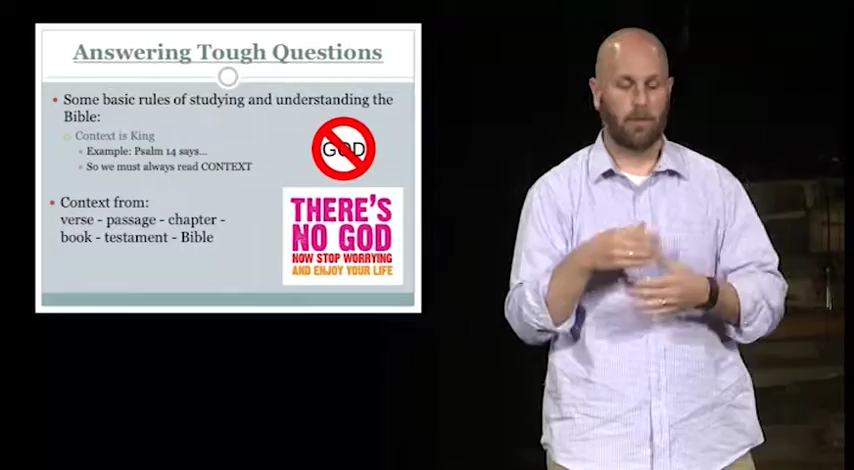 Answering Tough Questions
Some basic rules of studying and understanding the
Bible:
Context is King
Example: Psalm 14 says...
So we must always read CONTEXT
GOD
Context from:
verse - passage - chapter -
book - testament - Bible
THERE'S
NO GOD
NOW STOP WORRYING
AND ENJOY YOUR LIFE